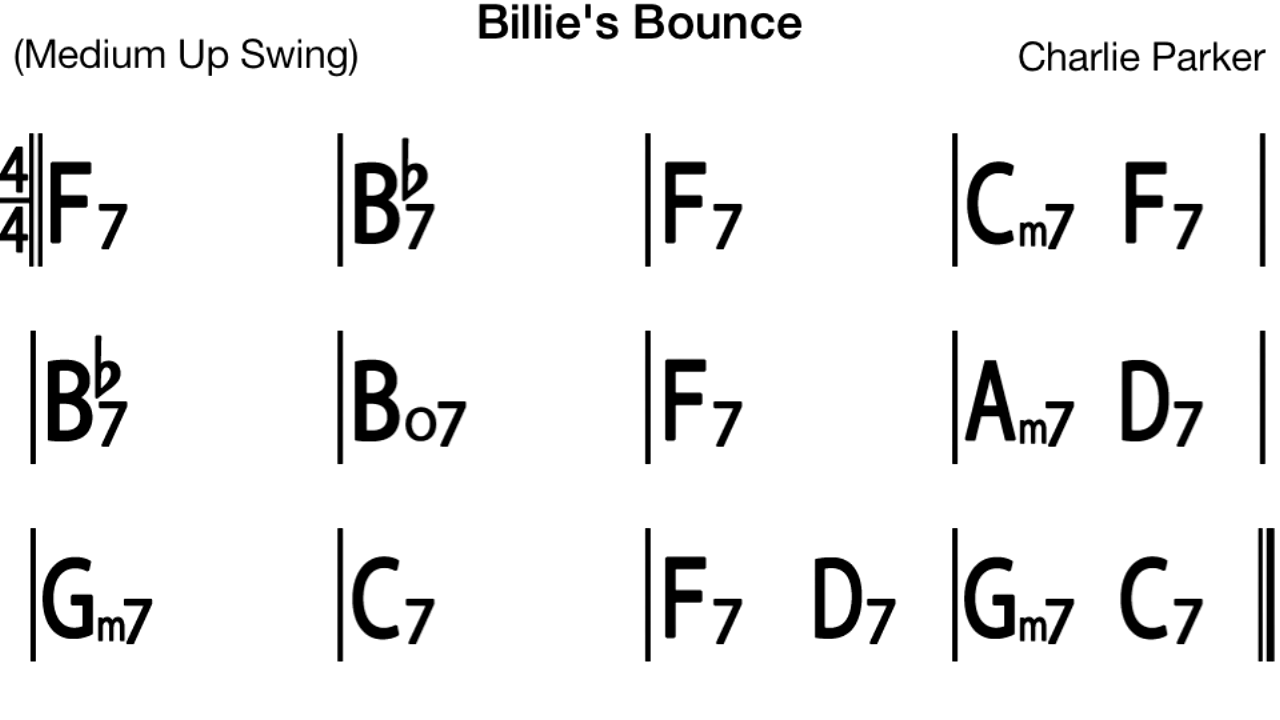 Billie's Bounce
(Medium Up Swing)
Charlie Parker
4/4 F7 B♭7 F7 Cm7 F7
B♭7 Bo7 F7 Am7 D7
Gm7 C7 F7 D7 Gm7 C7